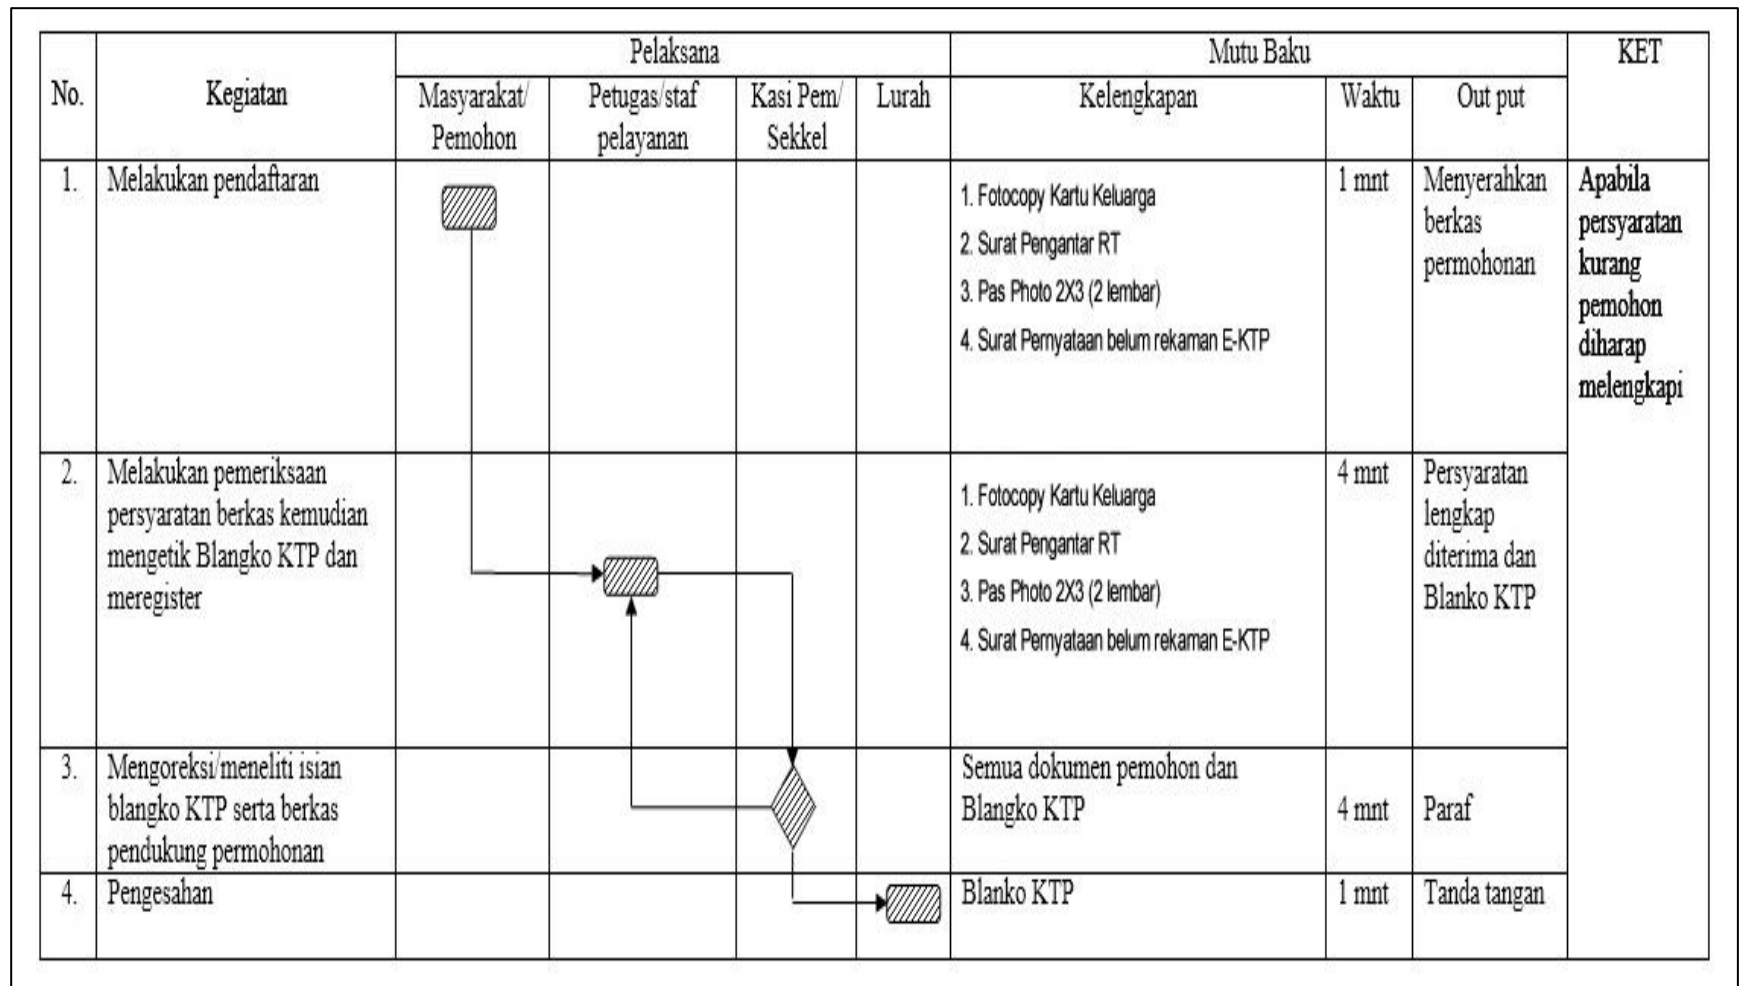 No.
Kegiatan
Pelaksana
Mutu Baku
KET
Masyarakat/
Pemohon
Petugas/staf
pelayanan
Kasi Pem/
Sekkel
Lurah
Kelengkapan
Waktu
Out put
1.
Melakukan pendaftaran
1. Fotocopy Kartu Keluarga
2. Surat Pengantar RT
3. Pas Photo 2X3 (2 lembar)
4. Surat Pernyataan belum rekaman E-KTP
1 mnt
Menyerahkan
berkas
permohonan
Apabila
persyaratan
kurang
pemohon
diharap
melengkapi
2.
Melakukan pemeriksaan
persyaratan berkas kemudian
mengetik Blangko KTP dan
meregister
1. Fotocopy Kartu Keluarga
2. Surat Pengantar RT
3. Pas Photo 2X3 (2 lembar)
4. Surat Pernyataan belum rekaman E-KTP
4 mnt
Persyaratan
lengkap
diterima dan
Blanko KTP
3.
Mengoreksi/meneliti isian
blangko KTP serta berkas
pendukung permohonan
Semua dokumen pemohon dan
Blangko KTP
4 mnt
Paraf
4.
Pengesahan
Blanko KTP
1 mnt
Tanda tangan